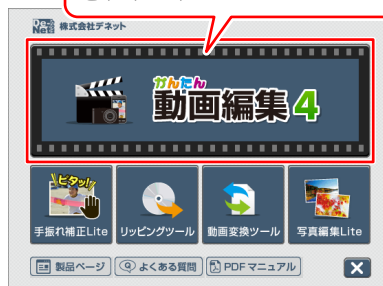 De
Net
株式会社デネット
かんたん
動画編集4
ピタッ!
手振れ補正Lite
リッピングツール
動画変換ツール
写真編集Lite
製品ページ
よくある質問
PDFマニュアル